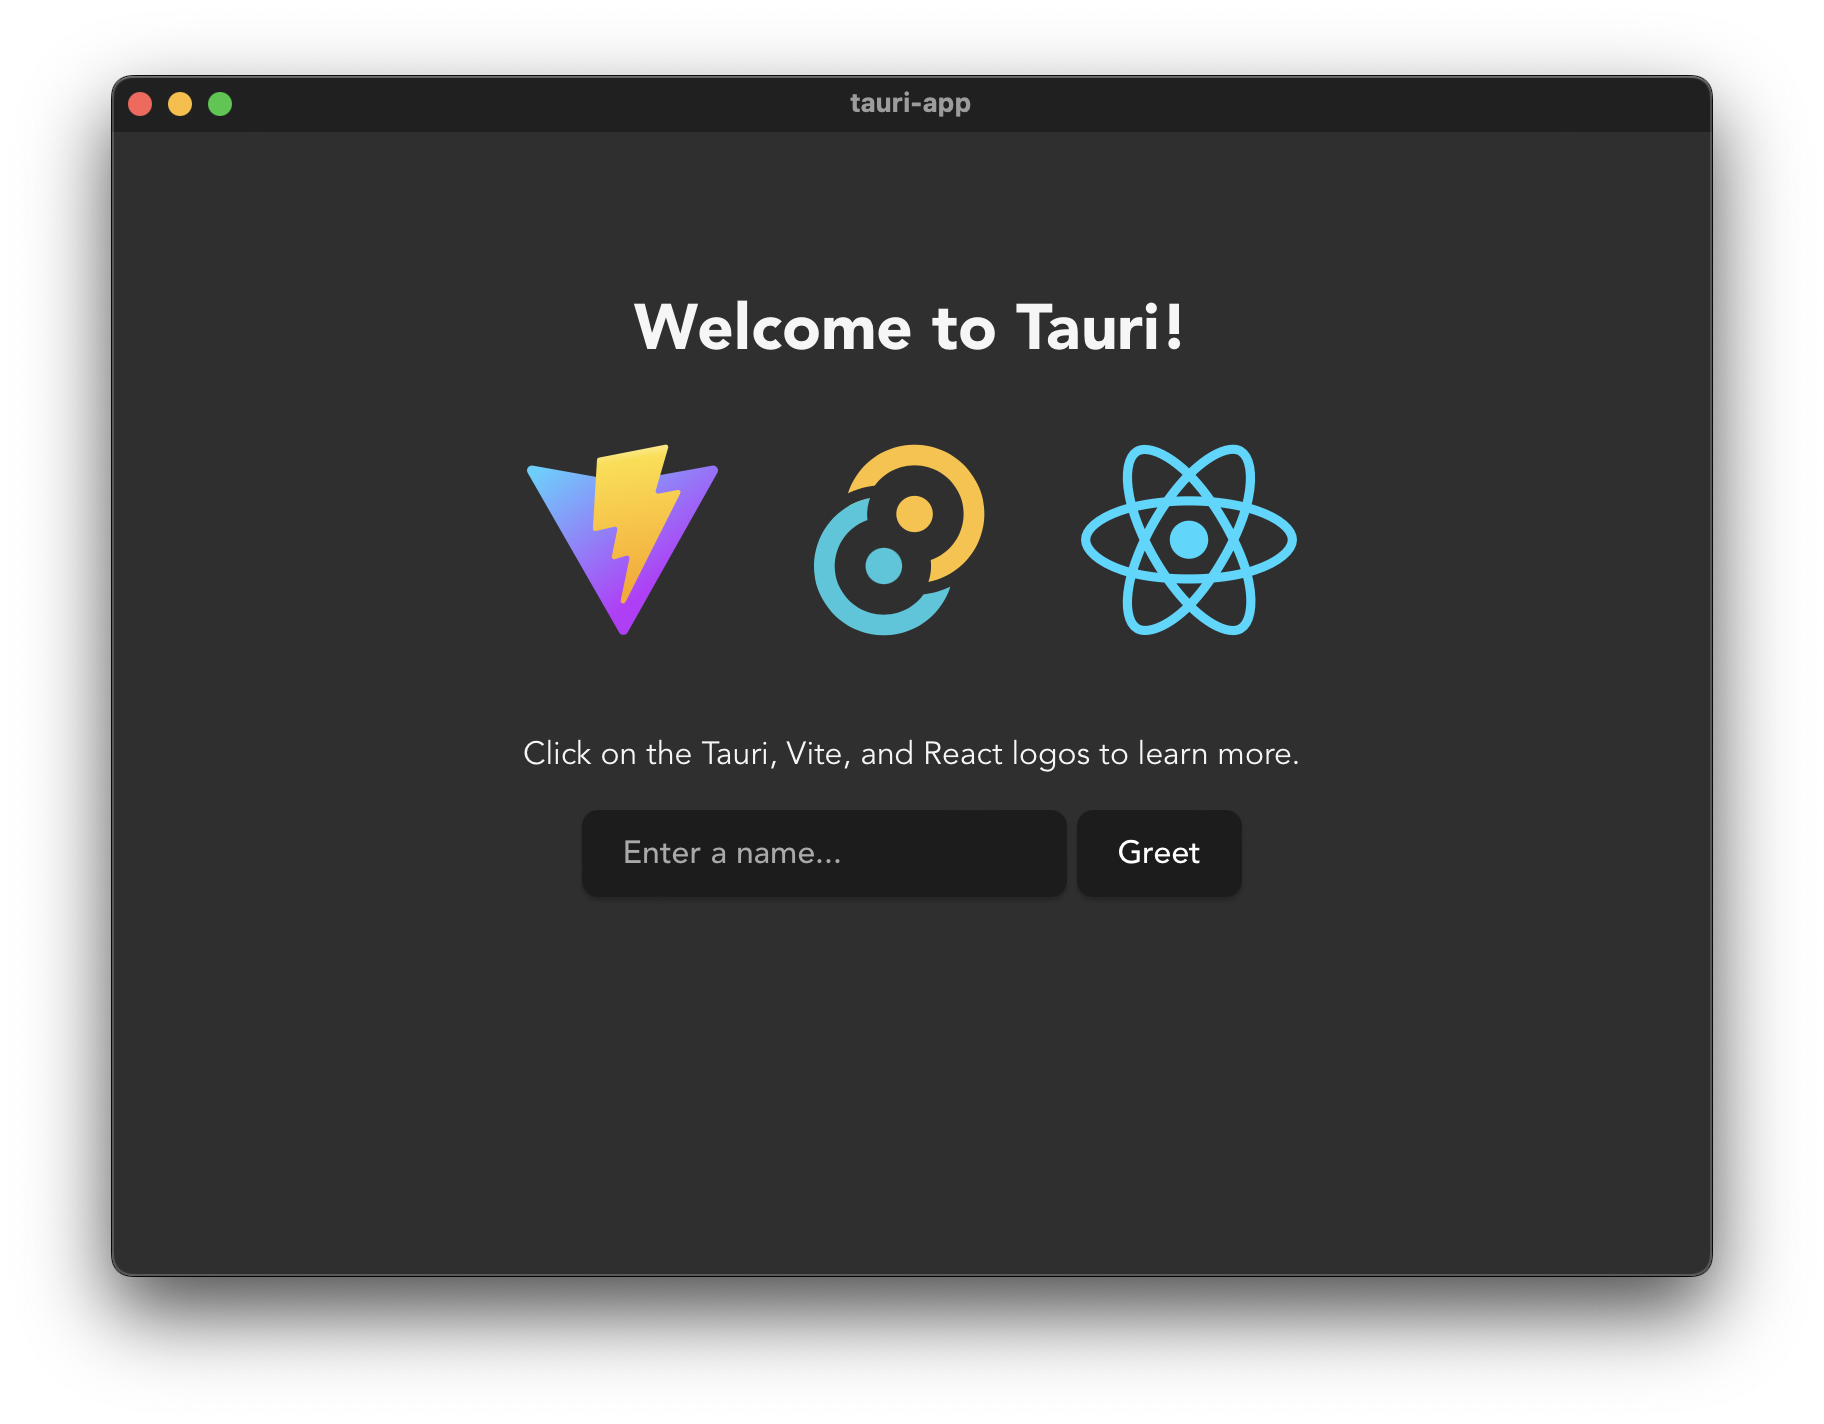 tauri-app
Welcome to Tauri!
Click on the Tauri, Vite, and React logos to learn more.
Enter a name...
Greet